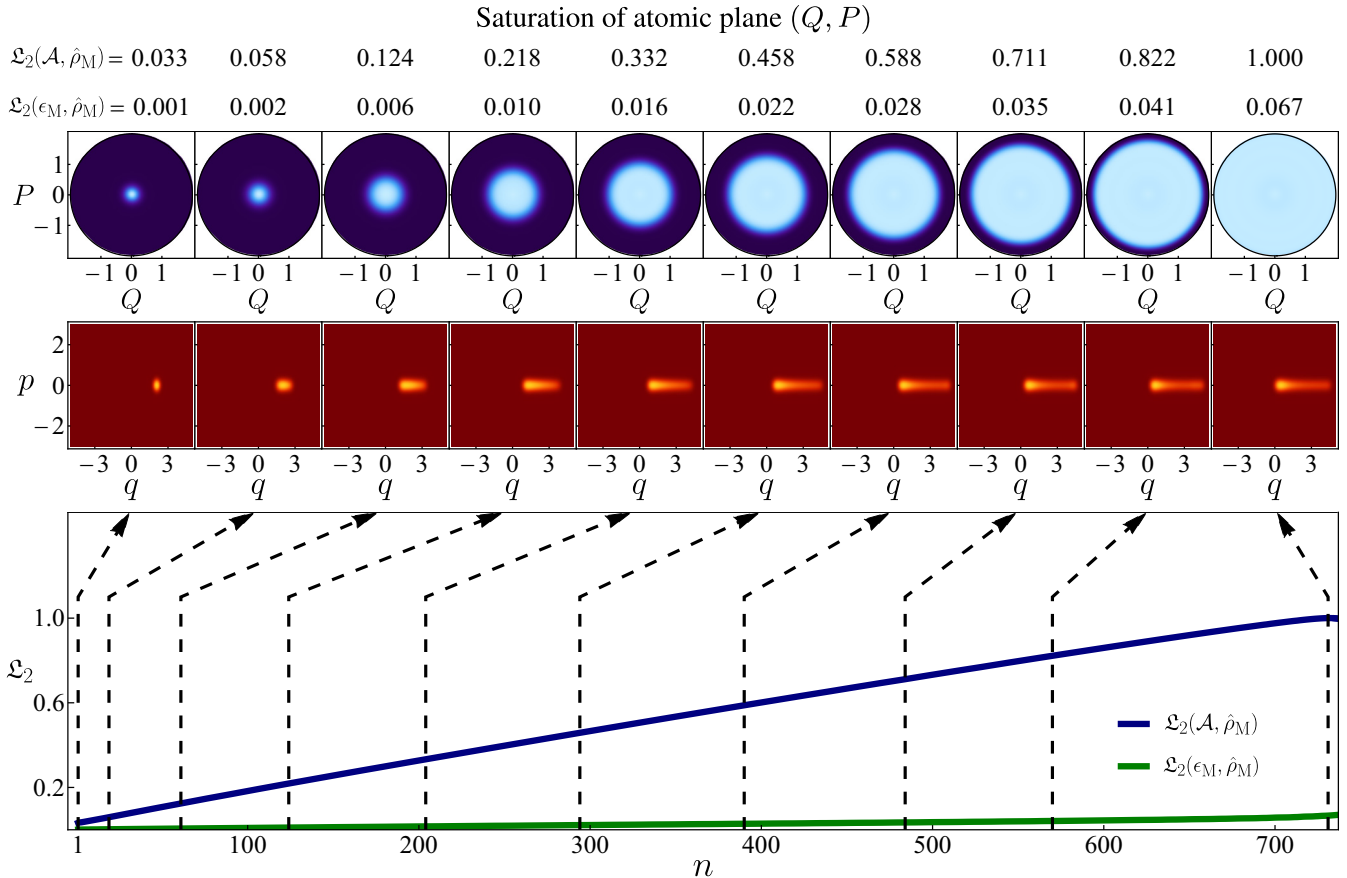 Saturation of atomic plane (Q, P)
𝔏₂(𝒜, ρ̂_M) = 0.033 0.058 0.124 0.218 0.332 0.458 0.588 0.711 0.822 1.000
𝔏₂(ϵ_M, ρ̂_M) = 0.001 0.002 0.006 0.010 0.016 0.022 0.028 0.035 0.041 0.067
1
P 0
−1
−1 0 1 −1 0 1 −1 0 1 −1 0 1 −1 0 1 −1 0 1 −1 0 1 −1 0 1 −1 0 1 −1 0 1
Q Q Q Q Q Q Q Q Q Q
2
p 0
−2
−3 0 3 −3 0 3 −3 0 3 −3 0 3 −3 0 3 −3 0 3 −3 0 3 −3 0 3 −3 0 3 −3 0 3
q q q q q q q q q q
1.0
𝔏₂
0.6
𝔏₂(𝒜, ρ̂_M)
𝔏₂(ϵ_M, ρ̂_M)
0.2
1 100 200 300 400 500 600 700
n